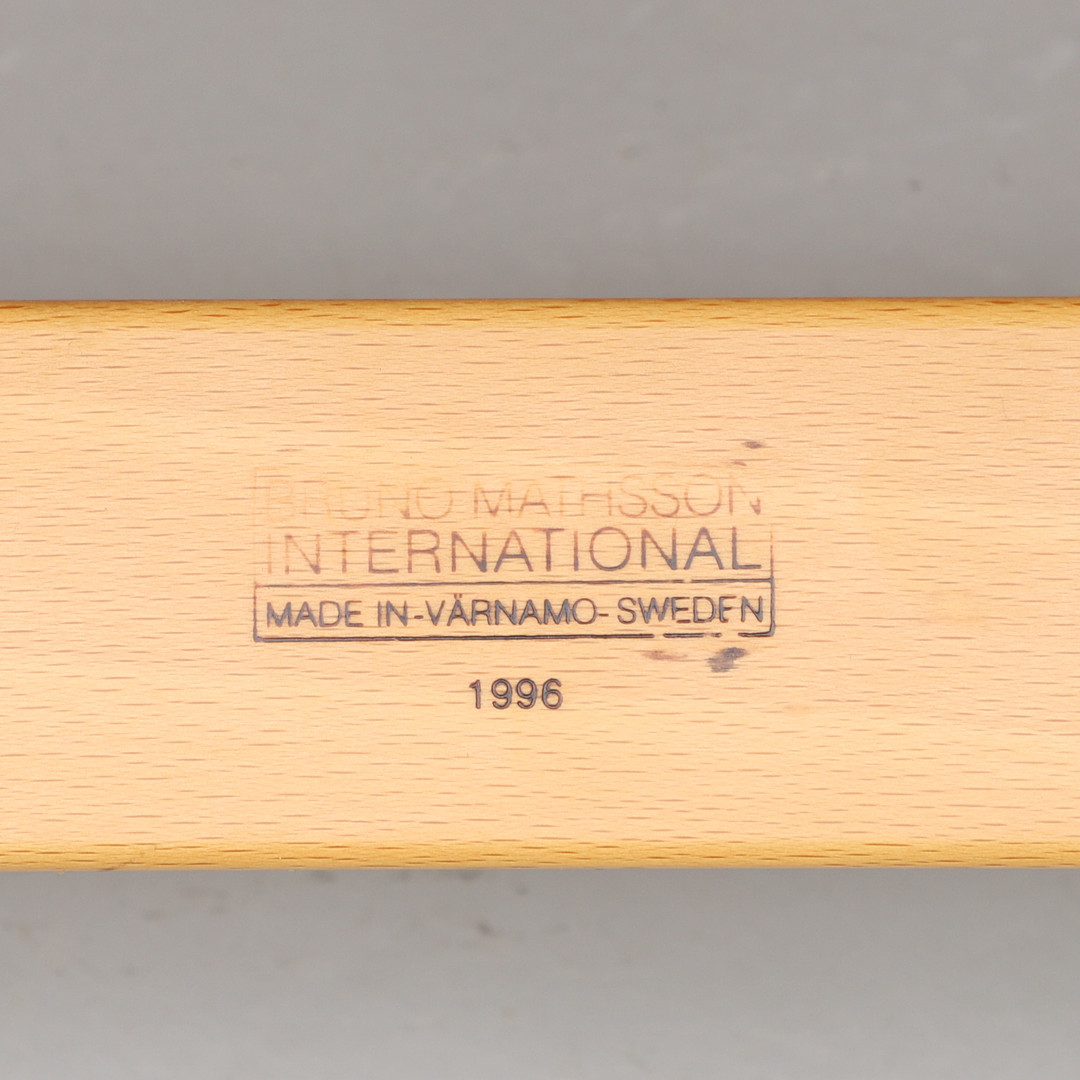 BRUNO MATHSSON
INTERNATIONAL
MADE IN-VÄRNAMO-SWEDEN
1996